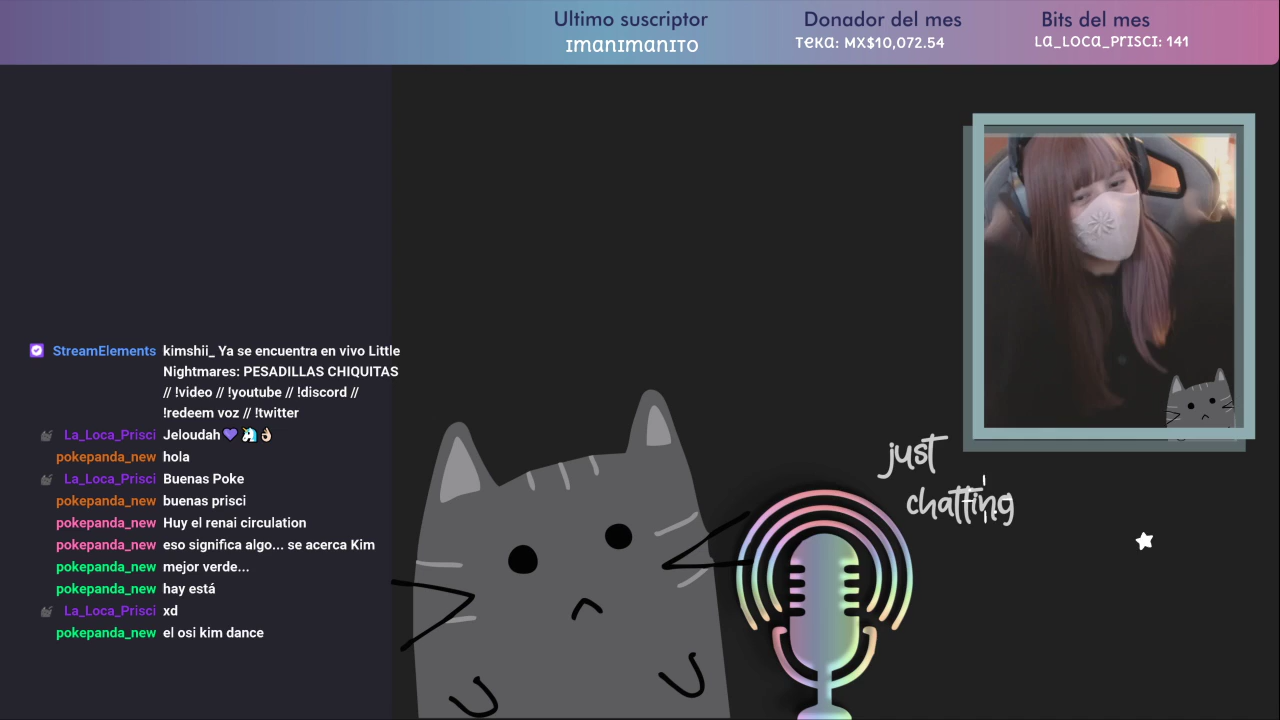 Ultimo suscriptor
ImanImanito
Donador del mes
Teka: MX$10,072.54
Bits del mes
La_Loca_Prisci: 141
StreamElements kimshii_ Ya se encuentra en vivo Little
Nightmares: PESADILLAS CHIQUITAS
// !video // !youtube // !discord //
!redeem voz // !twitter
La_Loca_Prisci Jeloudah💜🦄👌🏻
pokepanda_new hola
La_Loca_Prisci Buenas Poke
pokepanda_new buenas prisci
pokepanda_new Huy el renai circulation
pokepanda_new eso significa algo... se acerca Kim
pokepanda_new mejor verde...
pokepanda_new hay está
La_Loca_Prisci xd
pokepanda_new el osi kim dance
just
chatting